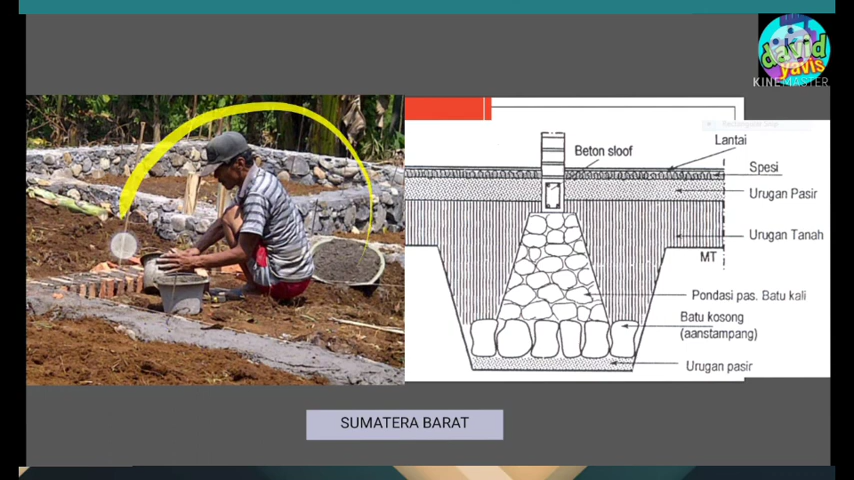 david
yavis
KINEMASTER
Lantai
Beton sloof
Spesi
Urugan Pasir
Urugan Tanah
MT
Pondasi pas. Batu kali
Batu kosong
(aanstampang)
Urugan pasir
SUMATERA BARAT